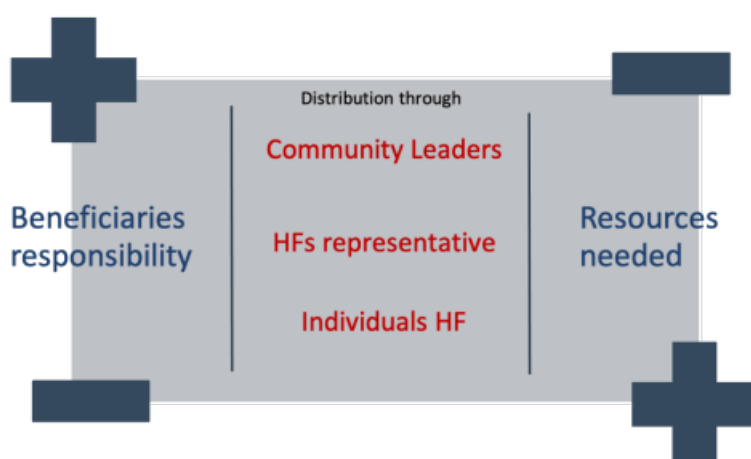 Distribution through
Community Leaders
Beneficiaries
responsibility
HFs representative
Resources
needed
Individuals HF